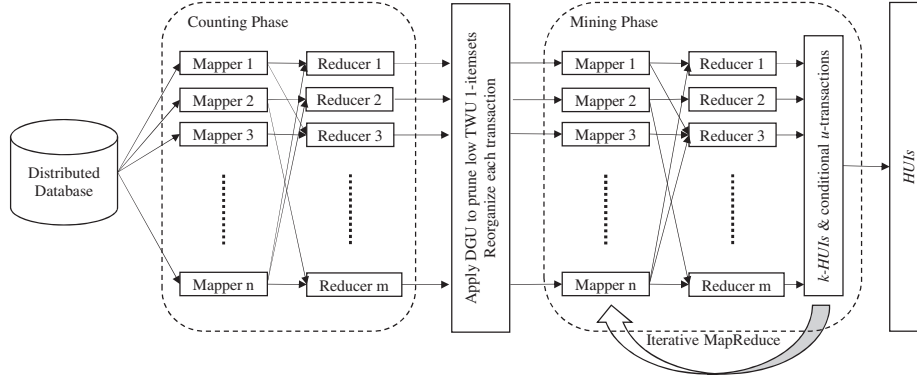 Counting Phase
Mining Phase
Distributed
Database
Mapper 1
Mapper 2
Mapper 3
Mapper n
Reducer 1
Reducer 2
Reducer 3
Reducer m
Apply DGU to prune low TWU 1-itemsets
Reorganize each transaction
Mapper 1
Mapper 2
Mapper 3
Mapper n
Reducer 1
Reducer 2
Reducer 3
Reducer m
k-HUIs & conditional u-transactions
HUIs
Iterative MapReduce